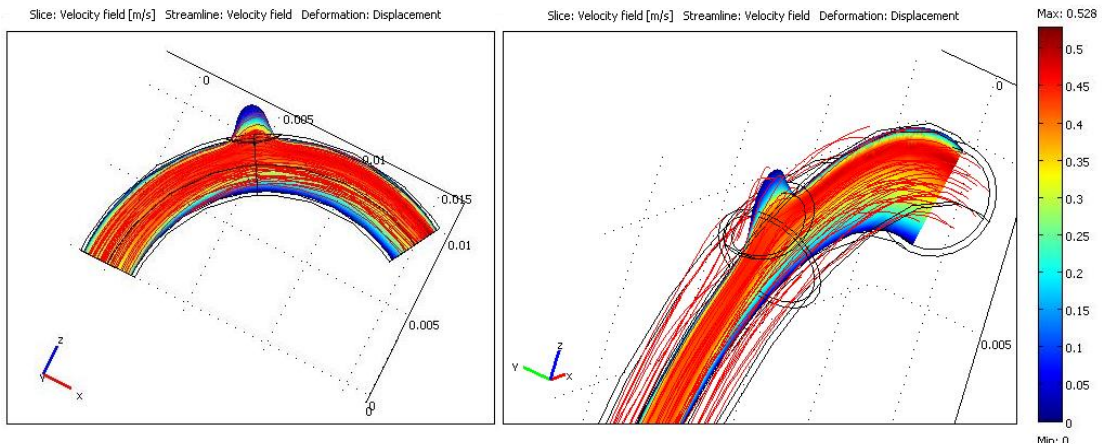 Slice: Velocity field [m/s] Streamline: Velocity field Deformation: Displacement
0
0.005
0.01
0.015
0.01
0.005
0
0
z
Y
x
Slice: Velocity field [m/s] Streamline: Velocity field Deformation: Displacement
0
0.005
z
Y
x
Max: 0.528
0.5
0.45
0.4
0.35
0.3
0.25
0.2
0.15
0.1
0.05
0
Min: 0